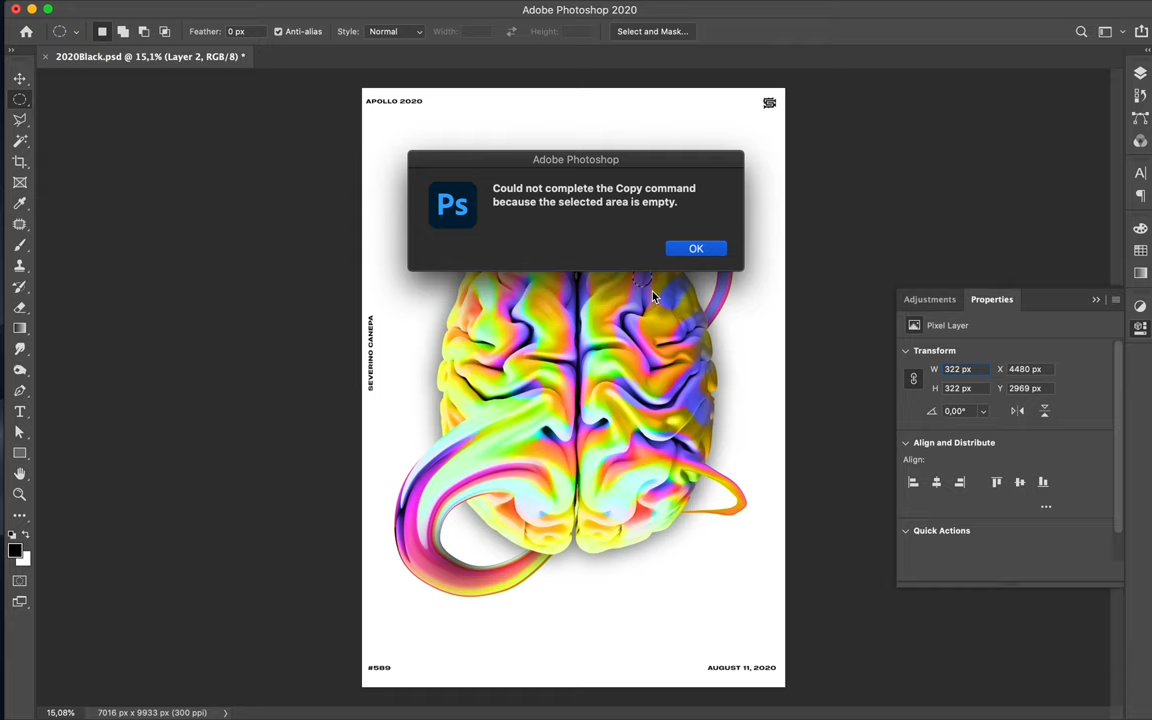 Adobe Photoshop 2020
Feather: 0 px Anti-alias Style: Normal Width: Height: Select and Mask...
2020Black.psd @ 15,1% (Layer 2, RGB/8) *
APOLLO 2020
Adobe Photoshop
Ps
Could not complete the Copy command
because the selected area is empty.
OK
SEVERINO CANEPA
Adjustments Properties
Pixel Layer
Transform
W 322 px X 4480 px
H 322 px Y 2969 px
0,00°
Align and Distribute
Align:
Quick Actions
#589 AUGUST 11, 2020
15,08% 7016 px x 9933 px (300 ppi)